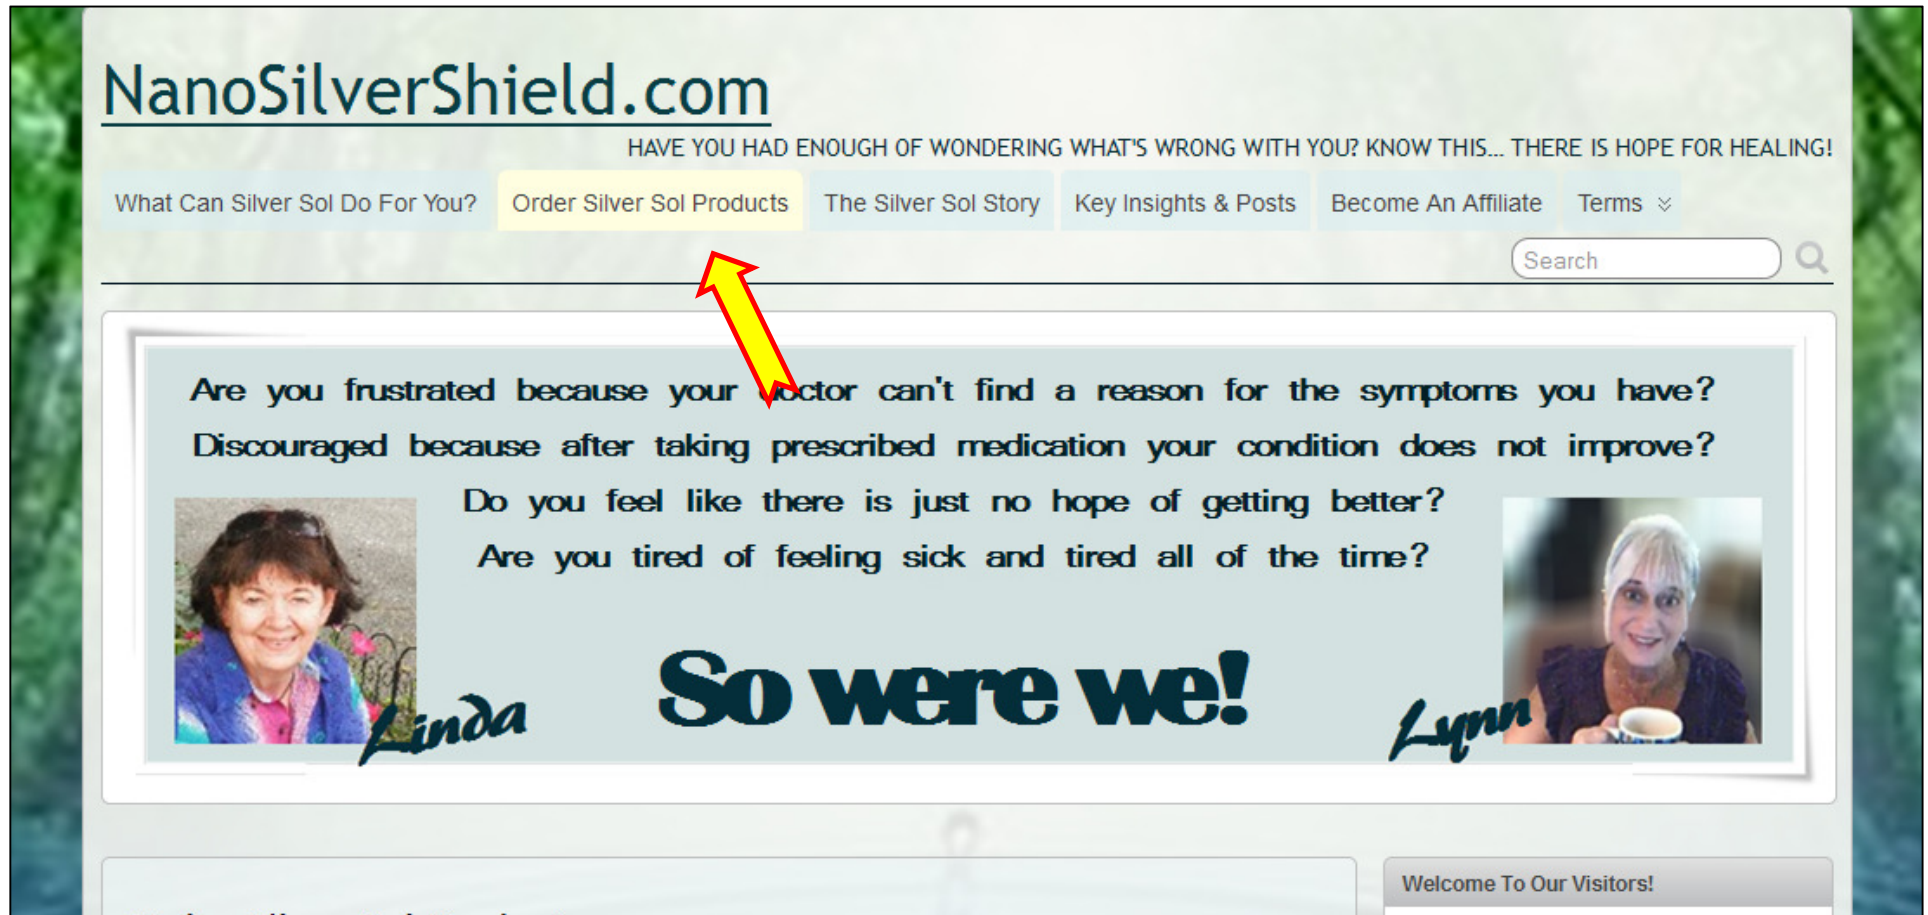 NanoSilverShield.com
HAVE YOU HAD ENOUGH OF WONDERING WHAT'S WRONG WITH YOU? KNOW THIS... THERE IS HOPE FOR HEALING!
What Can Silver Sol Do For You? Order Silver Sol Products The Silver Sol Story Key Insights & Posts Become An Affiliate Terms
Search
Are you frustrated because your doctor can't find a reason for the symptoms you have?
Discouraged because after taking prescribed medication your condition does not improve?
Do you feel like there is just no hope of getting better?
Are you tired of feeling sick and tired all of the time?
So were we!
Linda
Lynn
Welcome To Our Visitors!